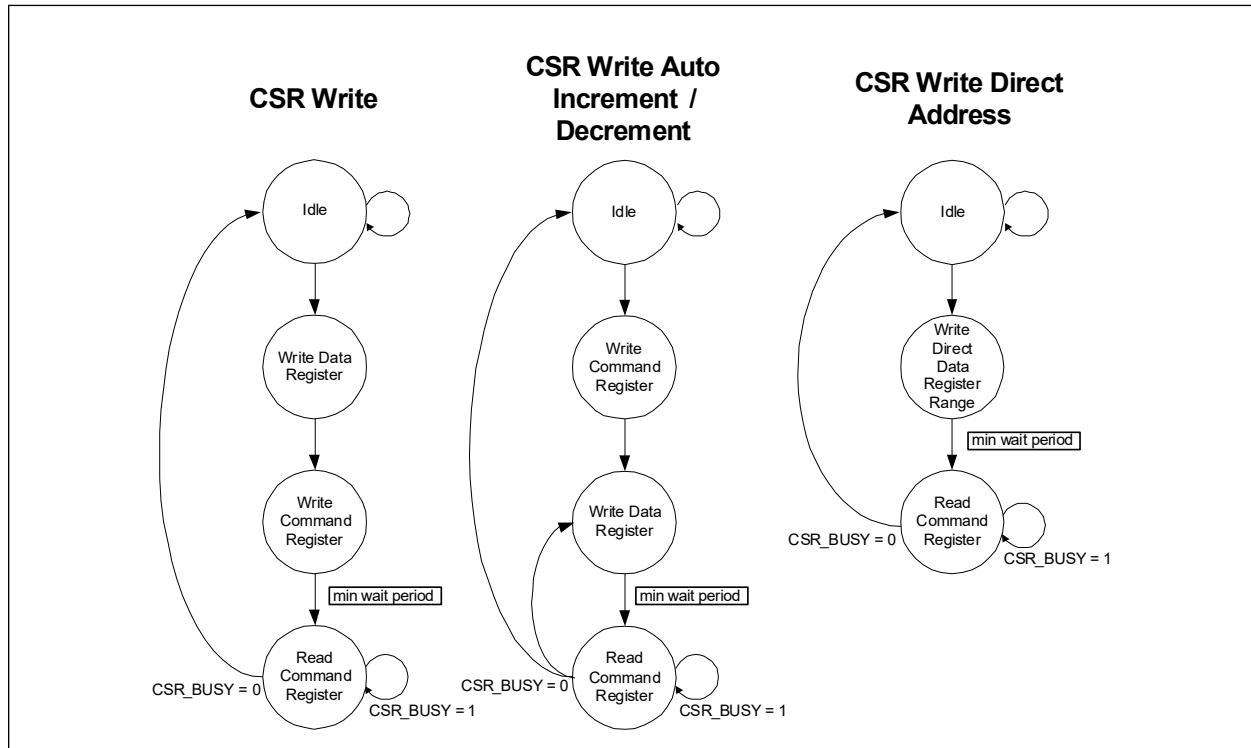 CSR Write
Idle
Write Data
Register
Write
Command
Register
min wait period
Read
Command
Register
CSR_BUSY = 0
CSR_BUSY = 1
CSR Write Auto
Increment /
Decrement
Idle
Write
Command
Register
Write Data
Register
min wait period
Read
Command
Register
CSR_BUSY = 0
CSR_BUSY = 1
CSR Write Direct
Address
Idle
Write
Direct
Data
Register
Range
min wait period
Read
Command
Register
CSR_BUSY = 0
CSR_BUSY = 1